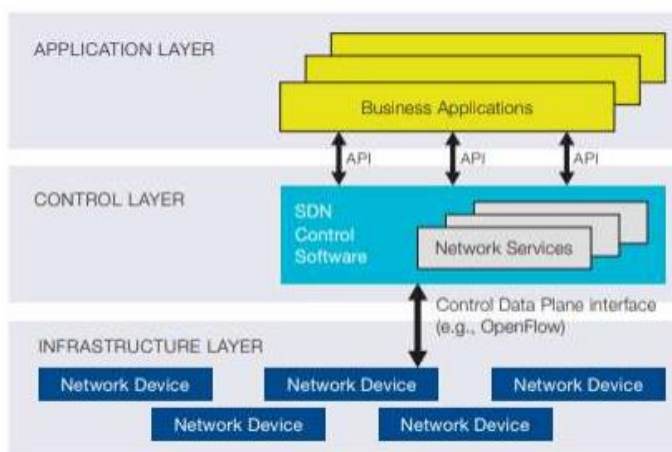 APPLICATION LAYER
Business Applications
API
API
API
CONTROL LAYER
SDN
Control
Software
Network Services
Control Data Plane interface
(e.g., OpenFlow)
INFRASTRUCTURE LAYER
Network Device
Network Device
Network Device
Network Device
Network Device